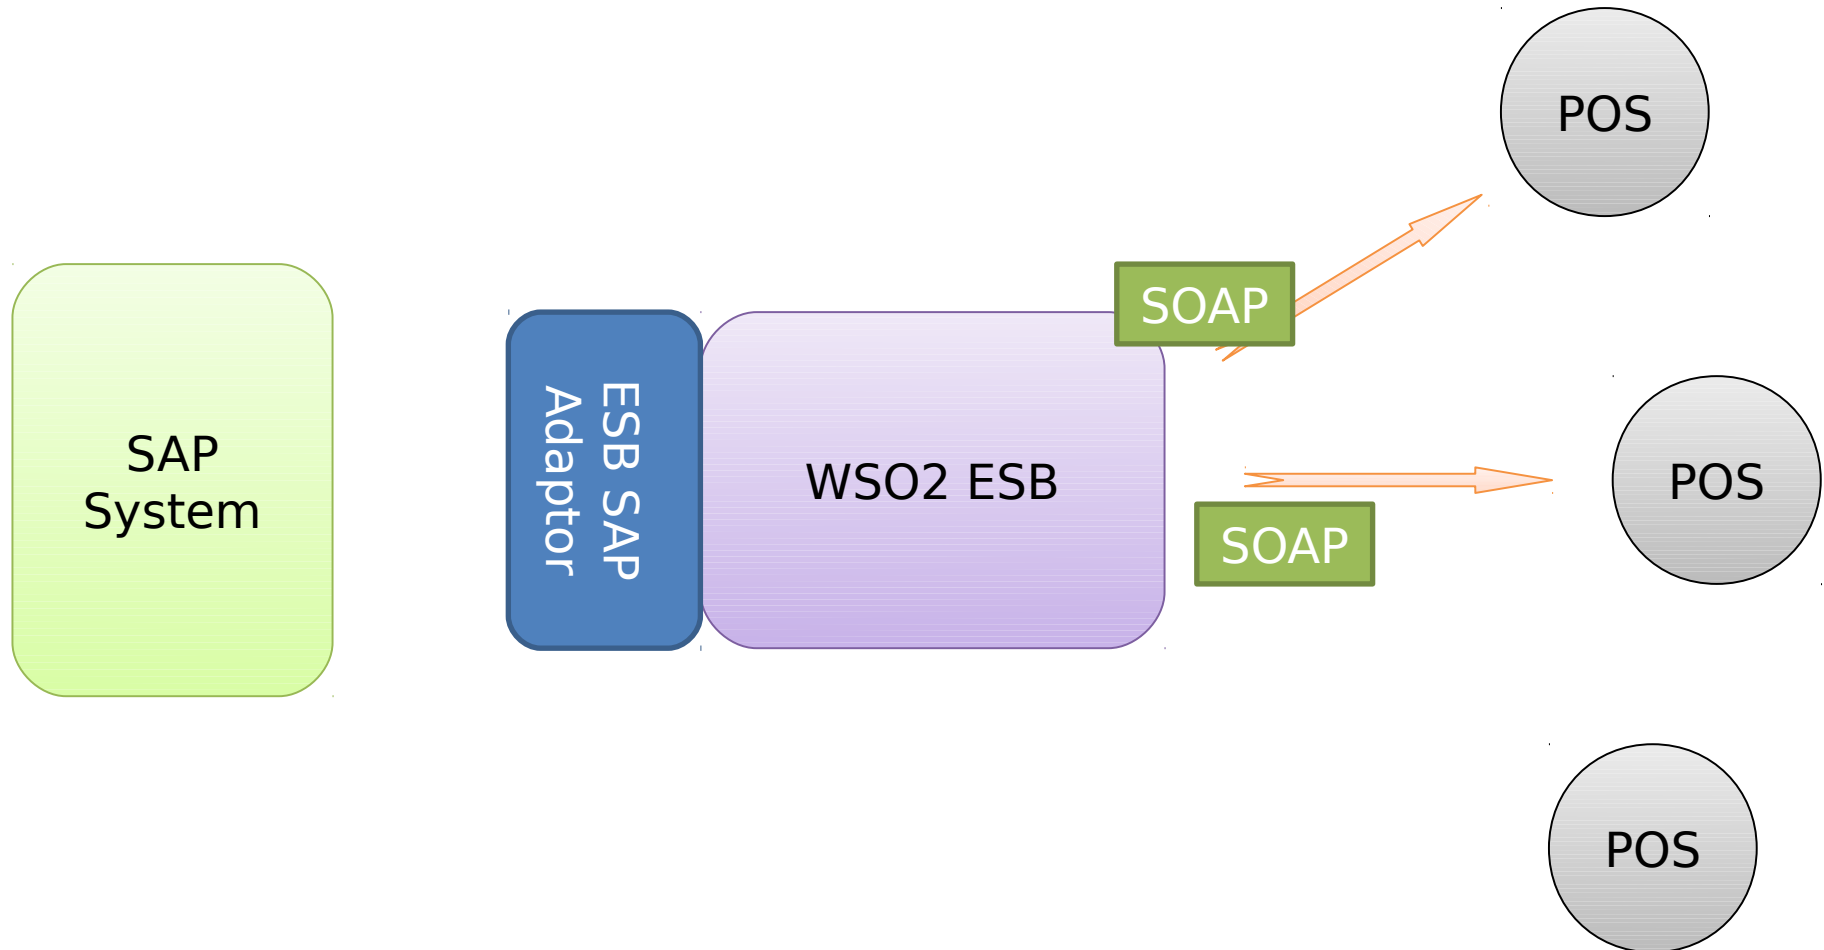 POS
SOAP
SAP
System
ESB SAP
Adaptor
WSO2 ESB
POS
SOAP
POS